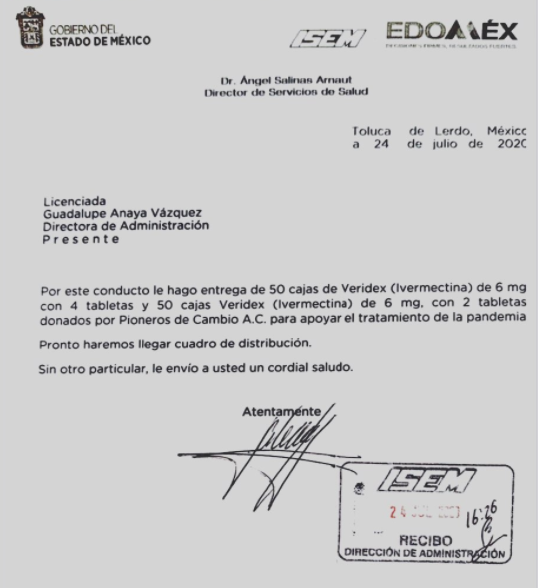 GOBIERNO DEL
ESTADO DE MÉXICO
ISEM
EDOMÉX
Dr. Ángel Salinas Arnaut
Director de Servicios de Salud
Toluca de Lerdo, México
a 24 de julio de 2020
Licenciada
Guadalupe Anaya Vázquez
Directora de Administración
Presente
Por este conducto le hago entrega de 50 cajas de Veridex (Ivermectina) de 6 mg
con 4 tabletas y 50 cajas Veridex (Ivermectina) de 6 mg, con 2 tabletas
donados por Pioneros de Cambio A.C. para apoyar el tratamiento de la pandemia
Pronto haremos llegar cuadro de distribución.
Sin otro particular, le envío a usted un cordial saludo.
Atentamente
ISEM
24 JUL
16:26
RECIBO
DIRECCIÓN DE ADMINISTRACIÓN